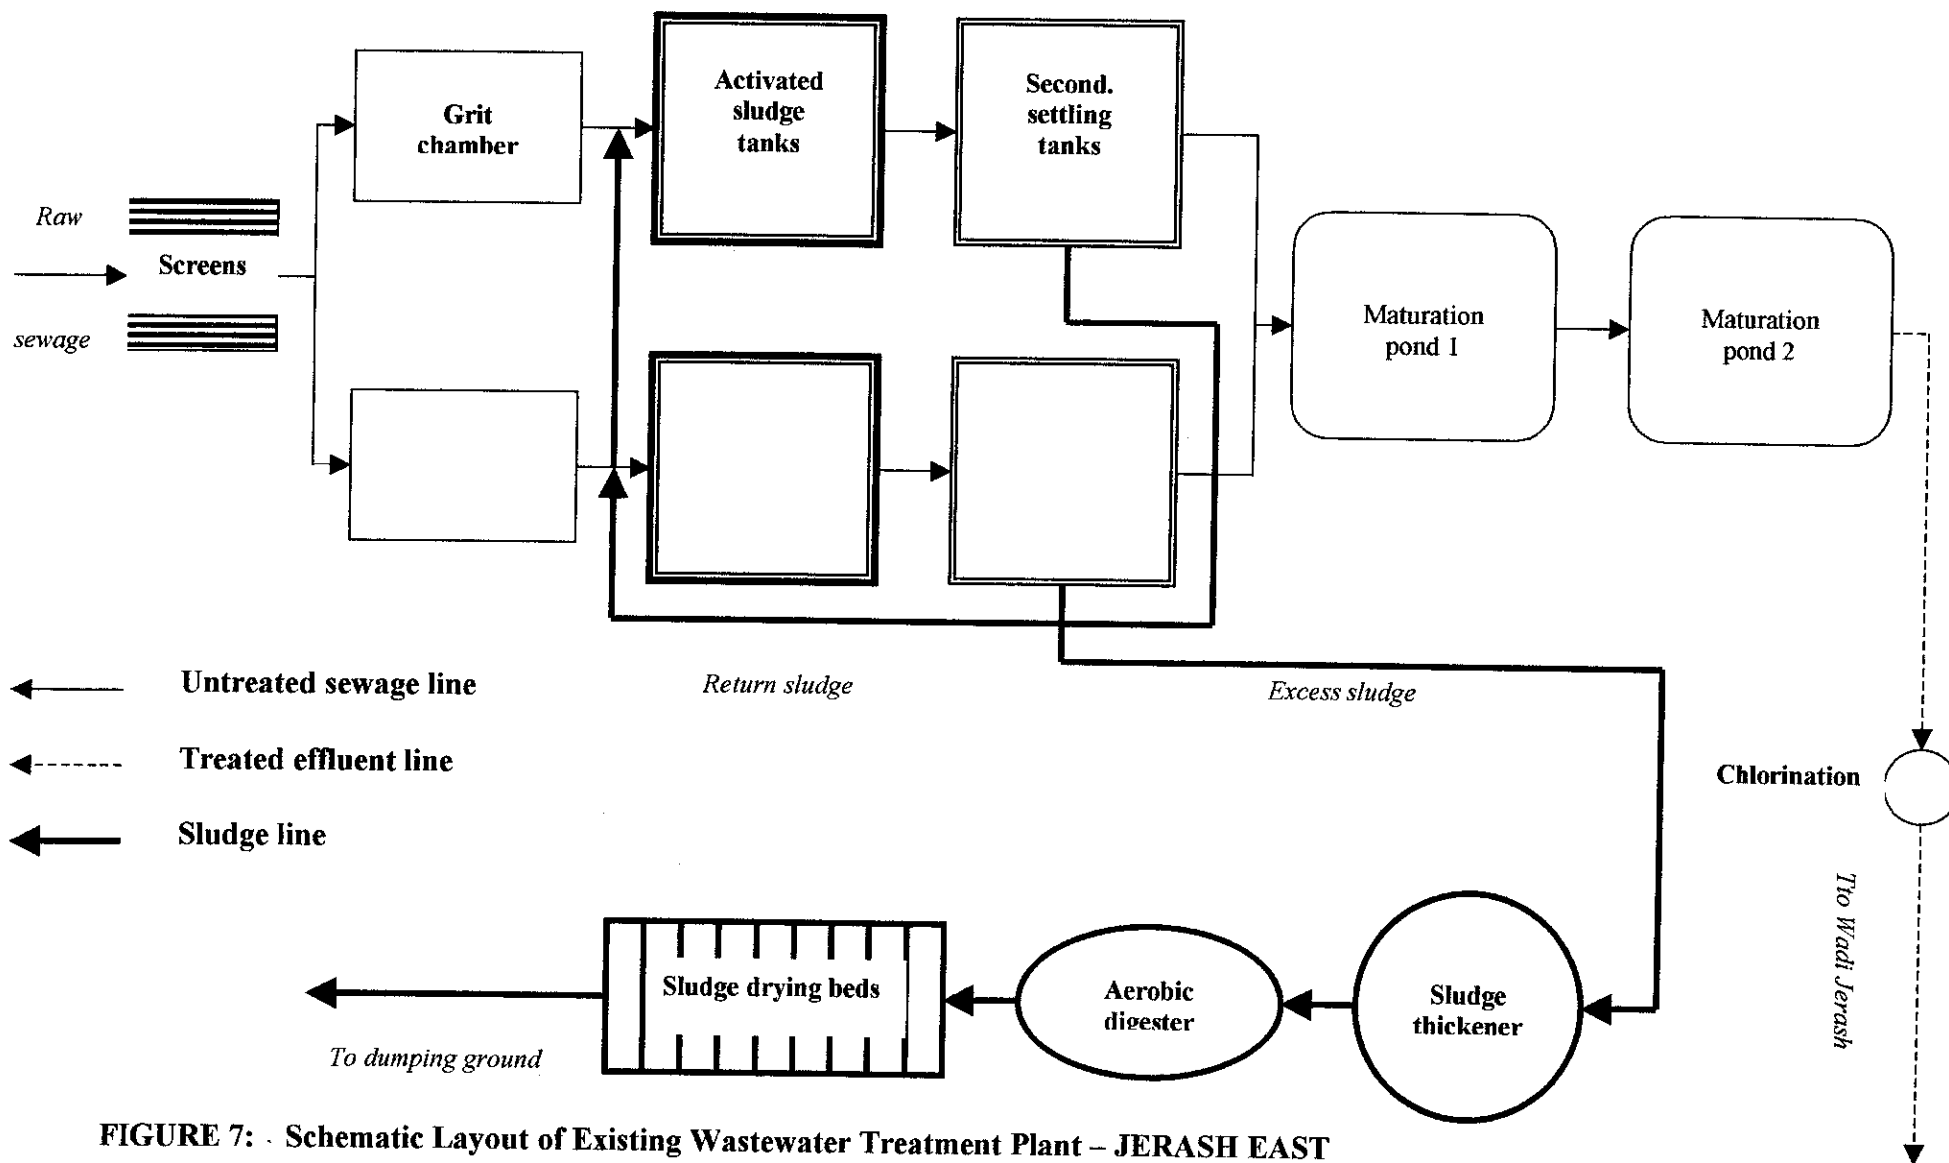 Grit
chamber
Activated
sludge
tanks
Second.
settling
tanks
Raw
Screens
sewage
Maturation
pond 1
Maturation
pond 2
Untreated sewage line
Return sludge
Excess sludge
Treated effluent line
Chlorination
Sludge line
Tto Wadi Jerash
Sludge drying beds
Aerobic
digester
Sludge
thickener
To dumping ground
FIGURE 7: Schematic Layout of Existing Wastewater Treatment Plant – JERASH EAST